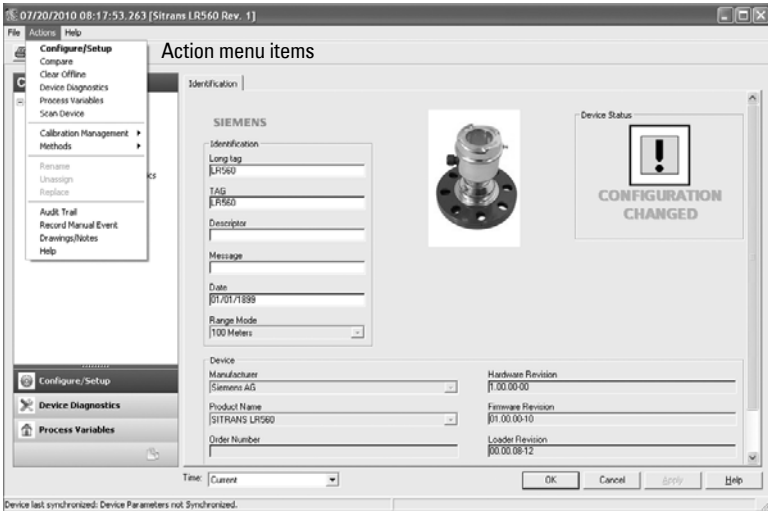 07/20/2010 08:17:53.263 [Sitrans LR560 Rev. 1]
File Actions Help
Action menu items
Configure/Setup
Compare
Clear Offline
Device Diagnostics
Process Variables
Scan Device
Calibration Management
Methods
Rename
Unassign
Replace
Audit Trail
Record Manual Event
Drawings/Notes
Help
C
cs
Configure/Setup
Device Diagnostics
Process Variables
Identification
SIEMENS
Identification
Long tag
LR560
TAG
LR560
Descriptor
Message
Date
01/01/1899
Range Mode
100 Meters
Device Status
CONFIGURATION
CHANGED
Device
Manufacturer
Siemens AG
Product Name
SITRANS LR560
Order Number
Hardware Revision
1.00.00-00
Firmware Revision
01.00.00-10
Loader Revision
00.00.08-12
Time: Current
OK Cancel Apply Help
Device last synchronized: Device Parameters not Synchronized.